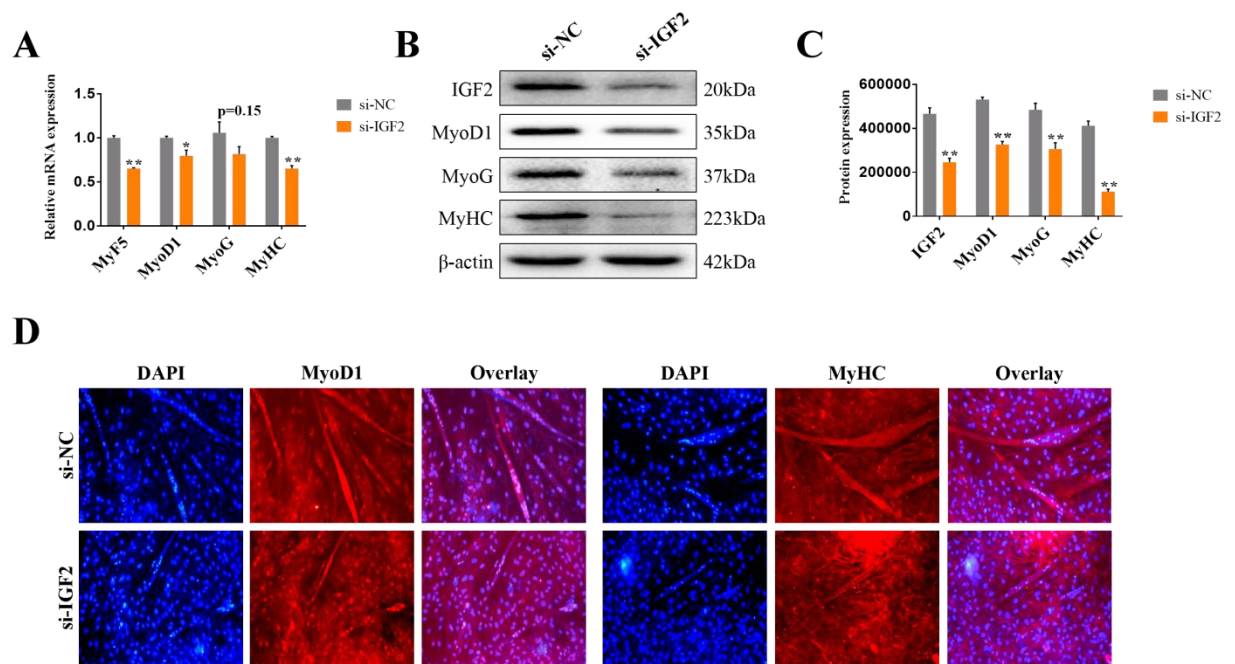 A
Relative mRNA expression
1.5
1.0
0.5
0.0
p=0.15
** * **
MyF5 MyoD1 MyoG MyHC
si-NC
si-IGF2
B
si-NC si-IGF2
IGF2 20kDa
MyoD1 35kDa
MyoG 37kDa
MyHC 223kDa
β-actin 42kDa
C
Protein expression
600000
400000
200000
0
** ** ** **
IGF2 MyoD1 MyoG MyHC
si-NC
si-IGF2
D
DAPI MyoD1 Overlay DAPI MyHC Overlay
si-NC
si-IGF2